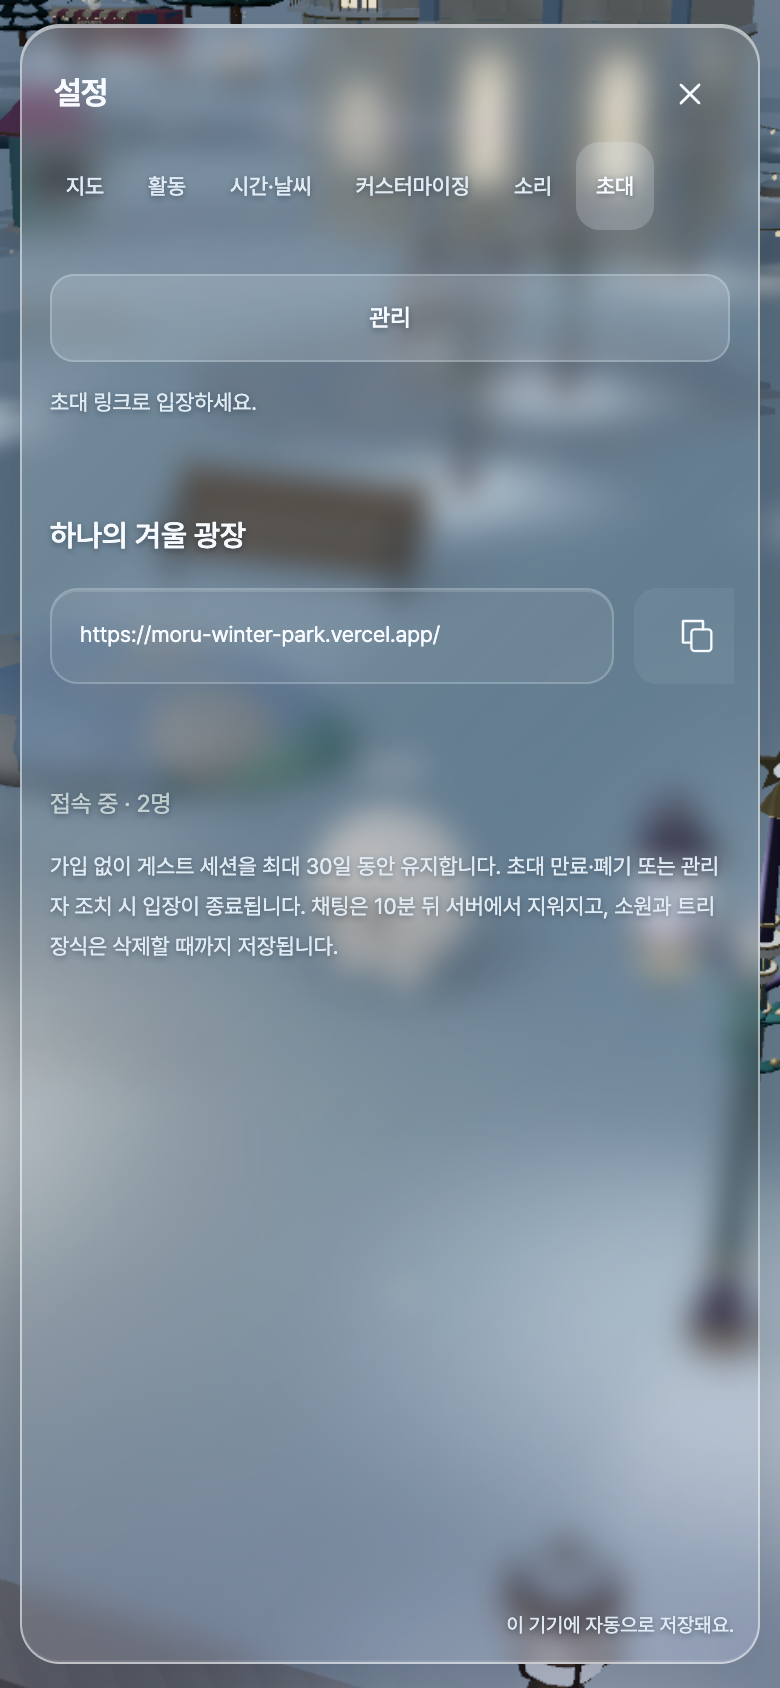 설정
지도 활동 시간·날씨 커스터마이징 소리 초대
관리
초대 링크로 입장하세요.
하나의 겨울 광장
https://moru-winter-park.vercel.app/
접속 중 · 2명
가입 없이 게스트 세션을 최대 30일 동안 유지합니다. 초대 만료·폐기 또는 관리
자 조치 시 입장이 종료됩니다. 채팅은 10분 뒤 서버에서 지워지고, 소원과 트리
장식은 삭제할 때까지 저장됩니다.
이 기기에 자동으로 저장돼요.